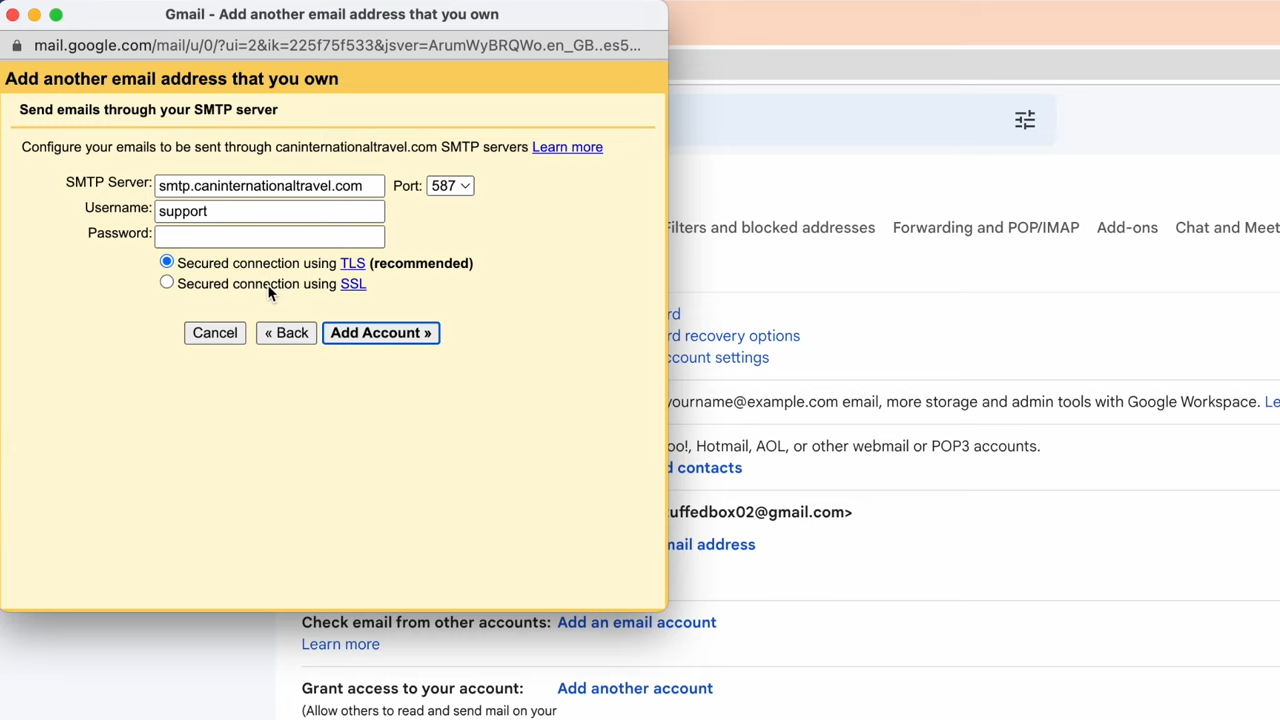 Gmail - Add another email address that you own
mail.google.com/mail/u/0/?ui=2&ik=225f75f533&jsver=ArumWyBRQWo.en_GB..es5...
Add another email address that you own
Send emails through your SMTP server
Configure your emails to be sent through caninternationaltravel.com SMTP servers Learn more
SMTP Server: smtp.caninternationaltravel.com Port: 587
Username: support
Password:
Secured connection using TLS (recommended)
Secured connection using SSL
Cancel « Back Add Account »
Filters and blocked addresses Forwarding and POP/IMAP Add-ons Chat and Meet
rd
rd recovery options
ccount settings
yourname@example.com email, more storage and admin tools with Google Workspace. Le
oo!, Hotmail, AOL, or other webmail or POP3 accounts.
d contacts
uffedbox02@gmail.com>
mail address
Check email from other accounts: Add an email account
Learn more
Grant access to your account: Add another account
(Allow others to read and send mail on your